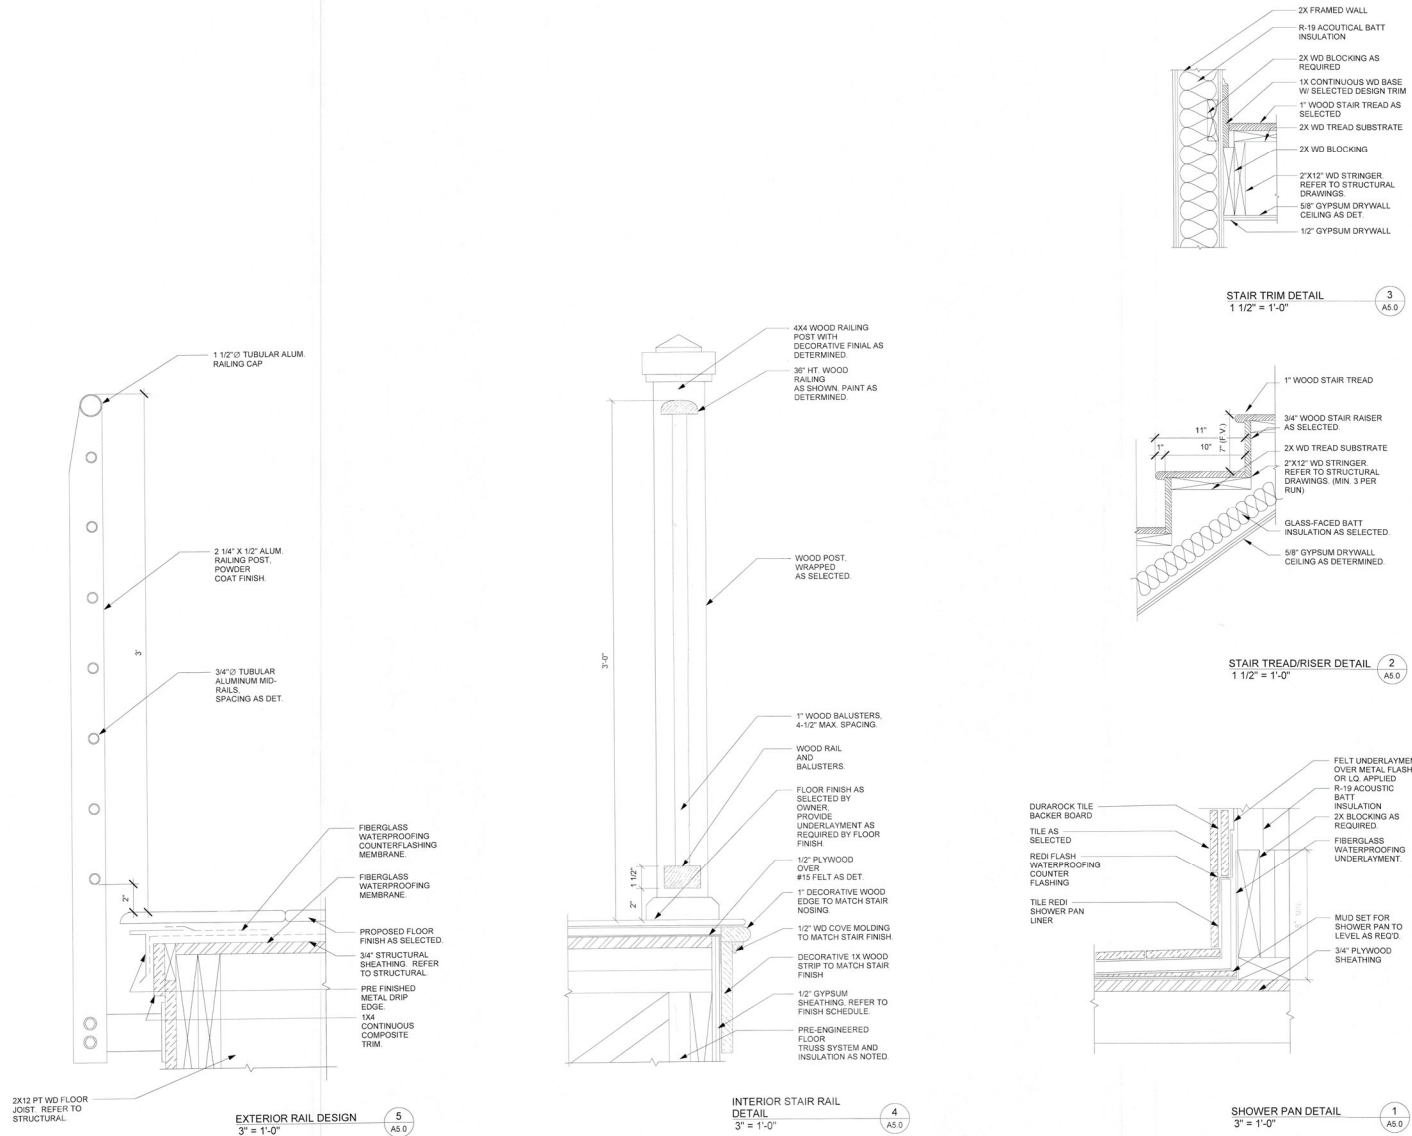 2X FRAMED WALL
R-19 ACOUTICAL BATT
INSULATION
2X WD BLOCKING AS
REQUIRED
1X CONTINUOUS WD BASE
W/ SELECTED DESIGN TRIM
1" WOOD STAIR TREAD AS
SELECTED
2X WD TREAD SUBSTRATE
2X WD BLOCKING
2"X12" WD STRINGER.
REFER TO STRUCTURAL
DRAWINGS.
5/8" GYPSUM DRYWALL
CEILING AS DET.
1/2" GYPSUM DRYWALL
STAIR TRIM DETAIL
1 1/2" = 1'-0"
3
A5.0
1" WOOD STAIR TREAD
3/4" WOOD STAIR RAISER
AS SELECTED.
2X WD TREAD SUBSTRATE
2"X12" WD STRINGER.
REFER TO STRUCTURAL
DRAWINGS. (MIN. 3 PER
RUN)
GLASS-FACED BATT
INSULATION AS SELECTED.
5/8" GYPSUM DRYWALL
CEILING AS DETERMINED.
11"
1"
10"
7" (F.V.)
STAIR TREAD/RISER DETAIL
1 1/2" = 1'-0"
2
A5.0
FELT UNDERLAYMEN
OVER METAL FLASH
OR LQ. APPLIED
R-19 ACOUSTIC
BATT
INSULATION
2X BLOCKING AS
REQUIRED.
FIBERGLASS
WATERPROOFING
UNDERLAYMENT.
MUD SET FOR
SHOWER PAN TO
LEVEL AS REQ'D.
3/4" PLYWOOD
SHEATHING
DURAROCK TILE
BACKER BOARD
TILE AS
SELECTED
REDI FLASH
WATERPROOFING
COUNTER
FLASHING
TILE REDI
SHOWER PAN
LINER
SHOWER PAN DETAIL
3" = 1'-0"
1
A5.0
4X4 WOOD RAILING
POST WITH
DECORATIVE FINIAL AS
DETERMINED.
36" HT. WOOD
RAILING
AS SHOWN. PAINT AS
DETERMINED.
WOOD POST,
WRAPPED
AS SELECTED.
3'-0"
1" WOOD BALUSTERS,
4-1/2" MAX. SPACING.
WOOD RAIL
AND
BALUSTERS.
FLOOR FINISH AS
SELECTED BY
OWNER.
PROVIDE
UNDERLAYMENT AS
REQUIRED BY FLOOR
FINISH.
1/2" PLYWOOD
OVER
#15 FELT AS DET.
1" DECORATIVE WOOD
EDGE TO MATCH STAIR
NOSING.
1/2" WD COVE MOLDING
TO MATCH STAIR FINISH.
DECORATIVE 1X WOOD
STRIP TO MATCH STAIR
FINISH
1/2" GYPSUM
SHEATHING. REFER TO
FINISH SCHEDULE.
PRE-ENGINEERED
FLOOR
TRUSS SYSTEM AND
INSULATION AS NOTED.
1 1/2"
2"
INTERIOR STAIR RAIL
DETAIL
3" = 1'-0"
4
A5.0
1 1/2"Ø TUBULAR ALUM.
RAILING CAP
2 1/4" X 1/2" ALUM.
RAILING POST,
POWDER
COAT FINISH.
3'
3/4"Ø TUBULAR
ALUMINUM MID-
RAILS,
SPACING AS DET.
2"
FIBERGLASS
WATERPROOFING
COUNTERFLASHING
MEMBRANE.
FIBERGLASS
WATERPROOFING
MEMBRANE.
PROPOSED FLOOR
FINISH AS SELECTED.
3/4" STRUCTURAL
SHEATHING. REFER
TO STRUCTURAL.
PRE FINISHED
METAL DRIP
EDGE.
1X4
CONTINUOUS
COMPOSITE
TRIM.
2X12 PT WD FLOOR
JOIST. REFER TO
STRUCTURAL.
EXTERIOR RAIL DESIGN
3" = 1'-0"
5
A5.0